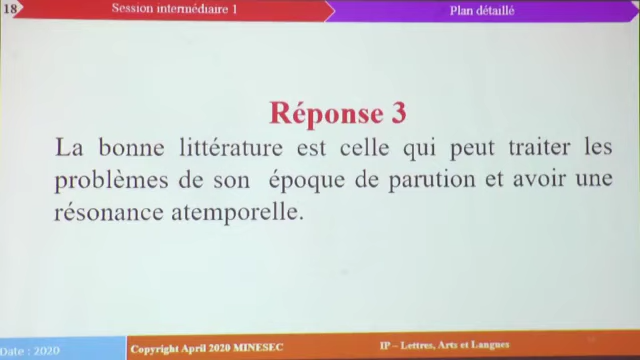 18
Session intermédiaire 1
Plan détaillé
Réponse 3
La bonne littérature est celle qui peut traiter les
problèmes de son époque de parution et avoir une
résonance atemporelle.
Date : 2020
Copyright April 2020 MINESEC
IP – Lettres, Arts et Langues